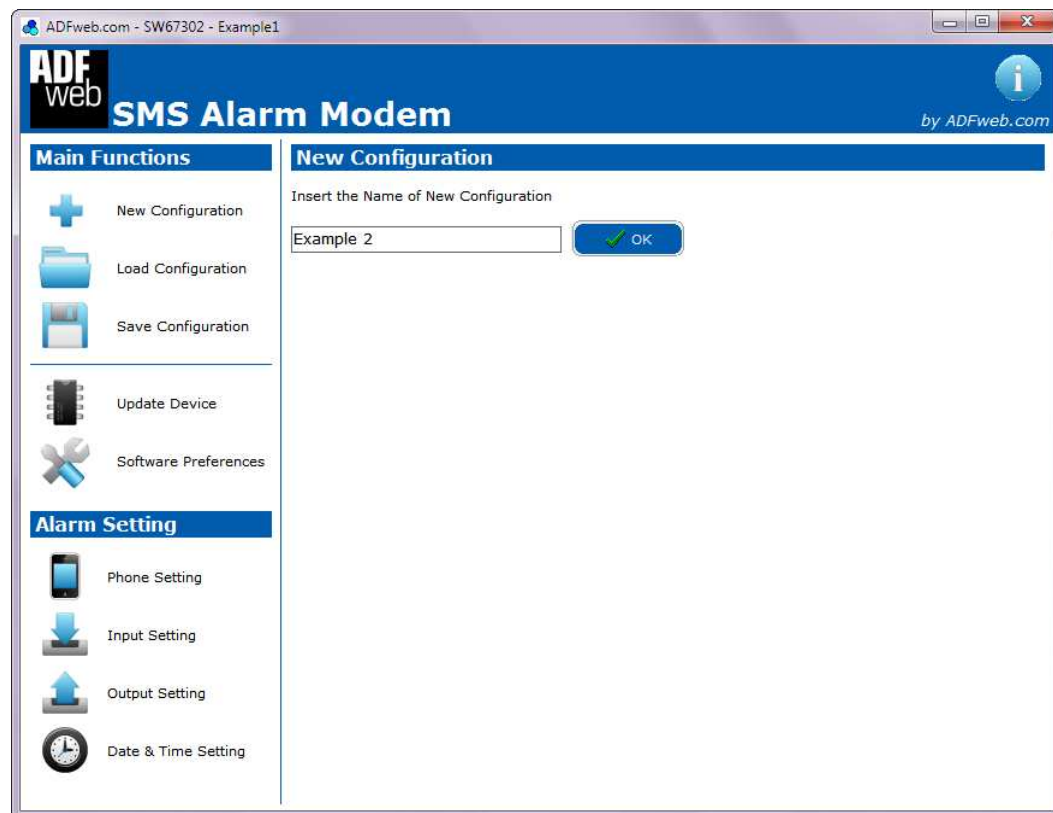 ADFweb.com - SW67302 - Example1
ADF
web
SMS Alarm Modem
i
by ADFweb.com
Main Functions
New Configuration
Load Configuration
Save Configuration
Update Device
Software Preferences
Alarm Setting
Phone Setting
Input Setting
Output Setting
Date & Time Setting
New Configuration
Insert the Name of New Configuration
Example 2
OK